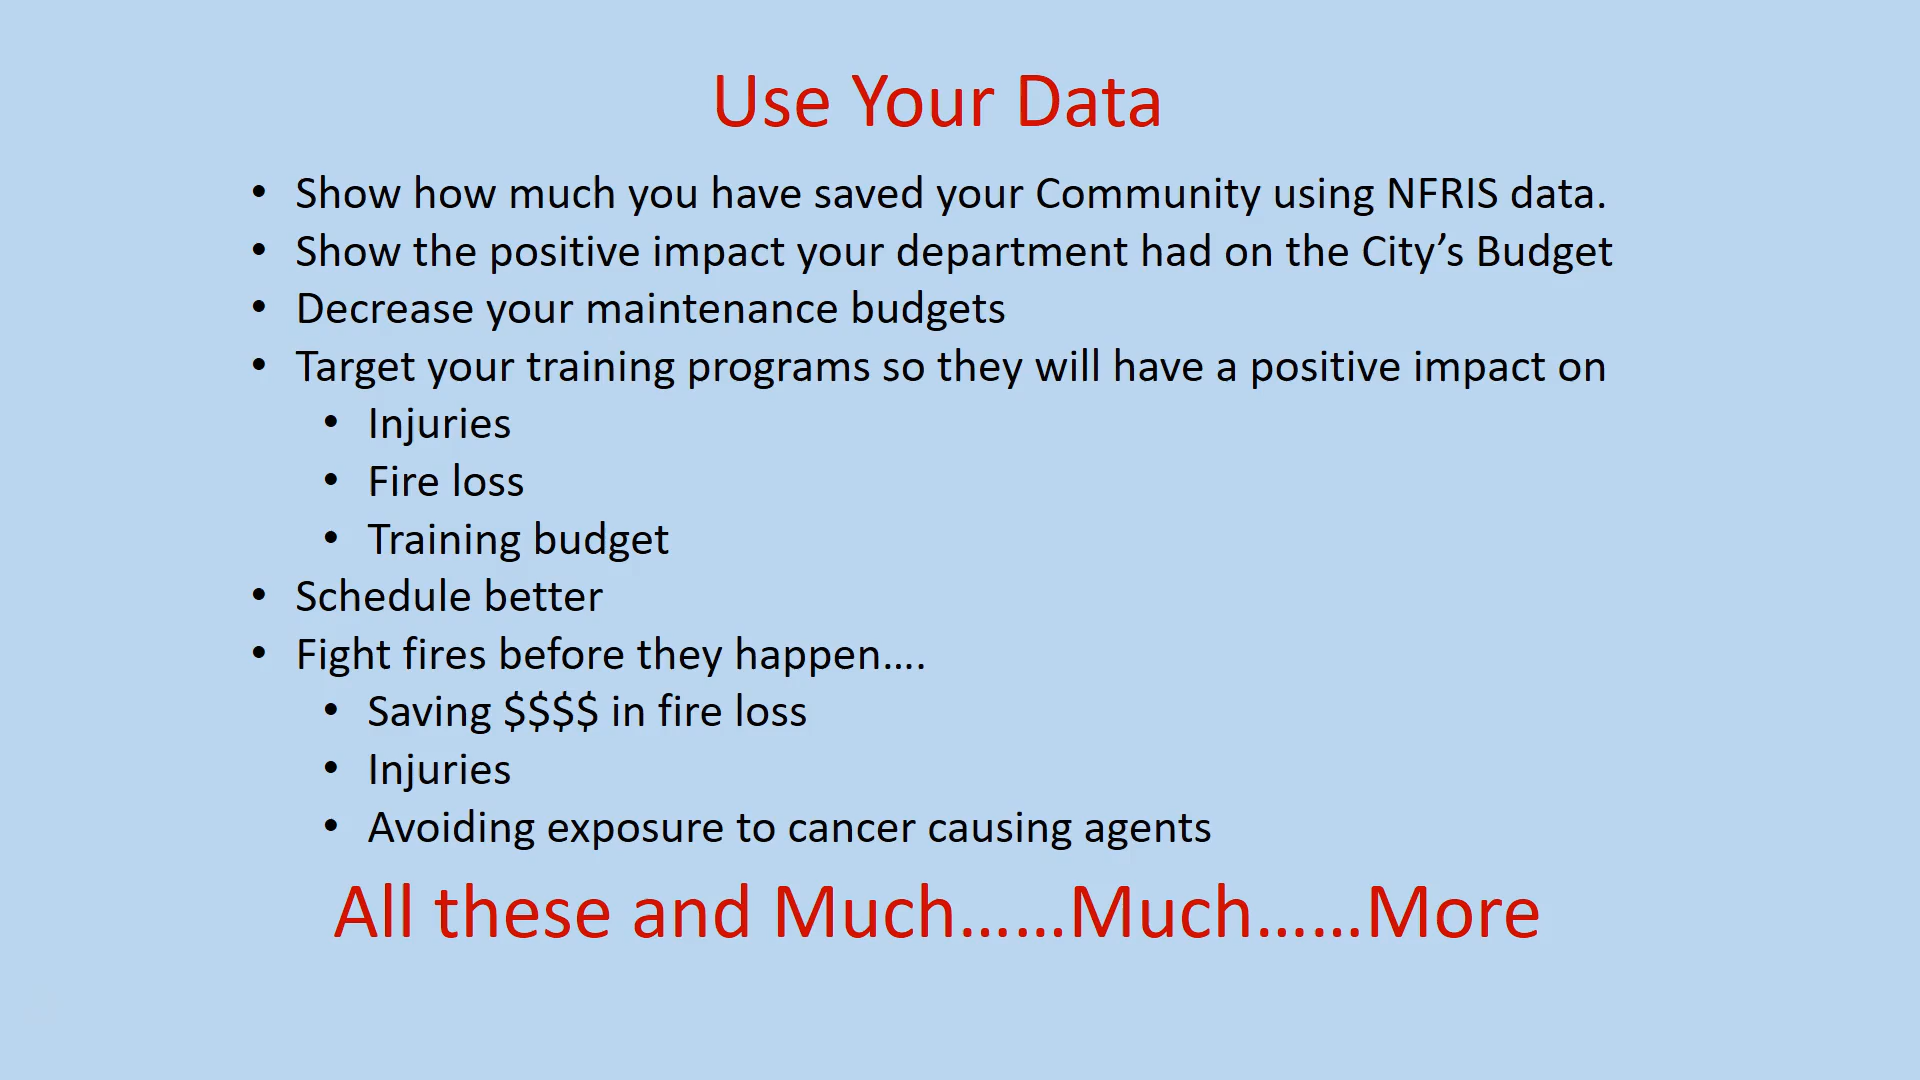 Use Your Data
• Show how much you have saved your Community using NFRIS data.
• Show the positive impact your department had on the City’s Budget
• Decrease your maintenance budgets
• Target your training programs so they will have a positive impact on
• Injuries
• Fire loss
• Training budget
• Schedule better
• Fight fires before they happen….
• Saving $$$$ in fire loss
• Injuries
• Avoiding exposure to cancer causing agents
All these and Much……Much……More